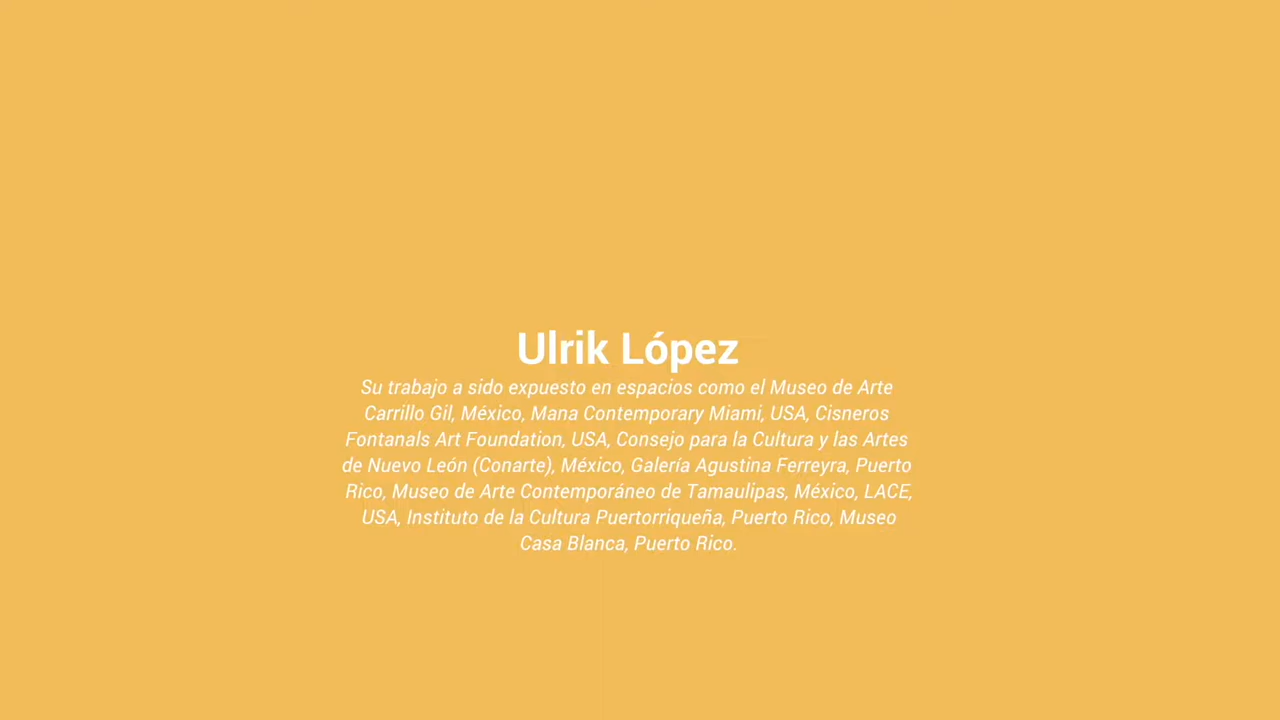 Ulrik López
Su trabajo a sido expuesto en espacios como el Museo de Arte
Carrillo Gil, México, Mana Contemporary Miami, USA, Cisneros
Fontanals Art Foundation, USA, Consejo para la Cultura y las Artes
de Nuevo León (Conarte), México, Galería Agustina Ferreyra, Puerto
Rico, Museo de Arte Contemporáneo de Tamaulipas, México, LACE,
USA, Instituto de la Cultura Puertorriqueña, Puerto Rico, Museo
Casa Blanca, Puerto Rico.